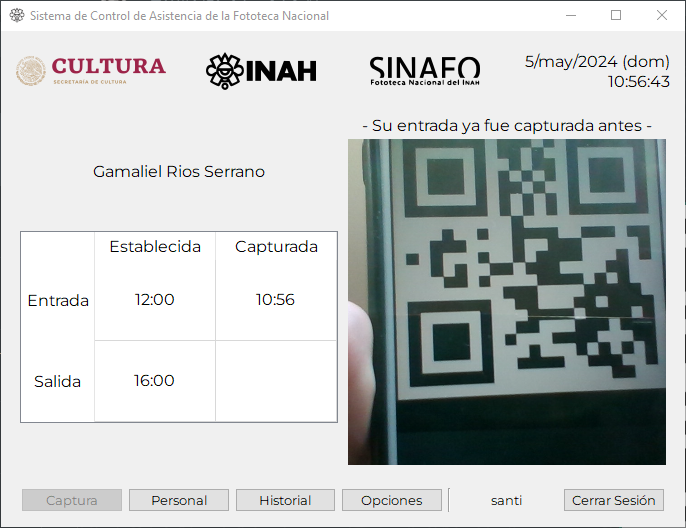 Sistema de Control de Asistencia de la Fototeca Nacional
CULTURA
SECRETARÍA DE CULTURA
INAH
SINAFO
Fototeca Nacional del INAH
5/may/2024 (dom)
10:56:43
- Su entrada ya fue capturada antes -
Gamaliel Rios Serrano
Establecida Capturada
Entrada 12:00 10:56
Salida 16:00
Captura Personal Historial Opciones santi Cerrar Sesión